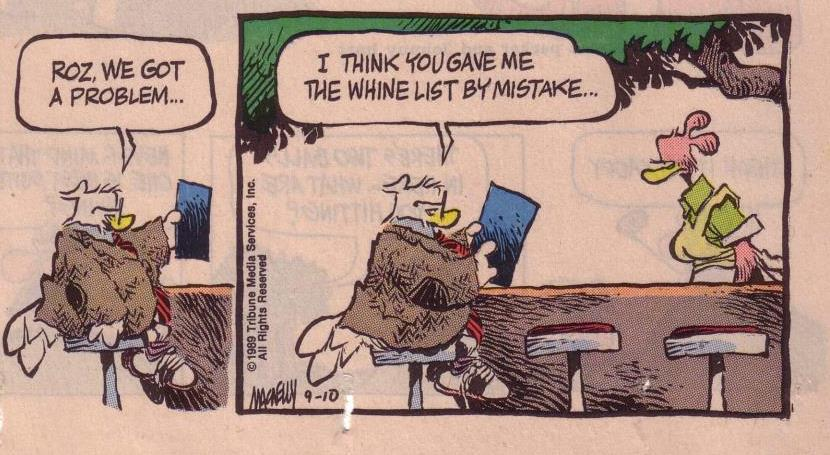 ROZ, WE GOT
A PROBLEM...
I THINK YOU GAVE ME
THE WHINE LIST BY MISTAKE...
© 1989 Tribune Media Services, Inc.
All Rights Reserved
MACNELLY 9-10